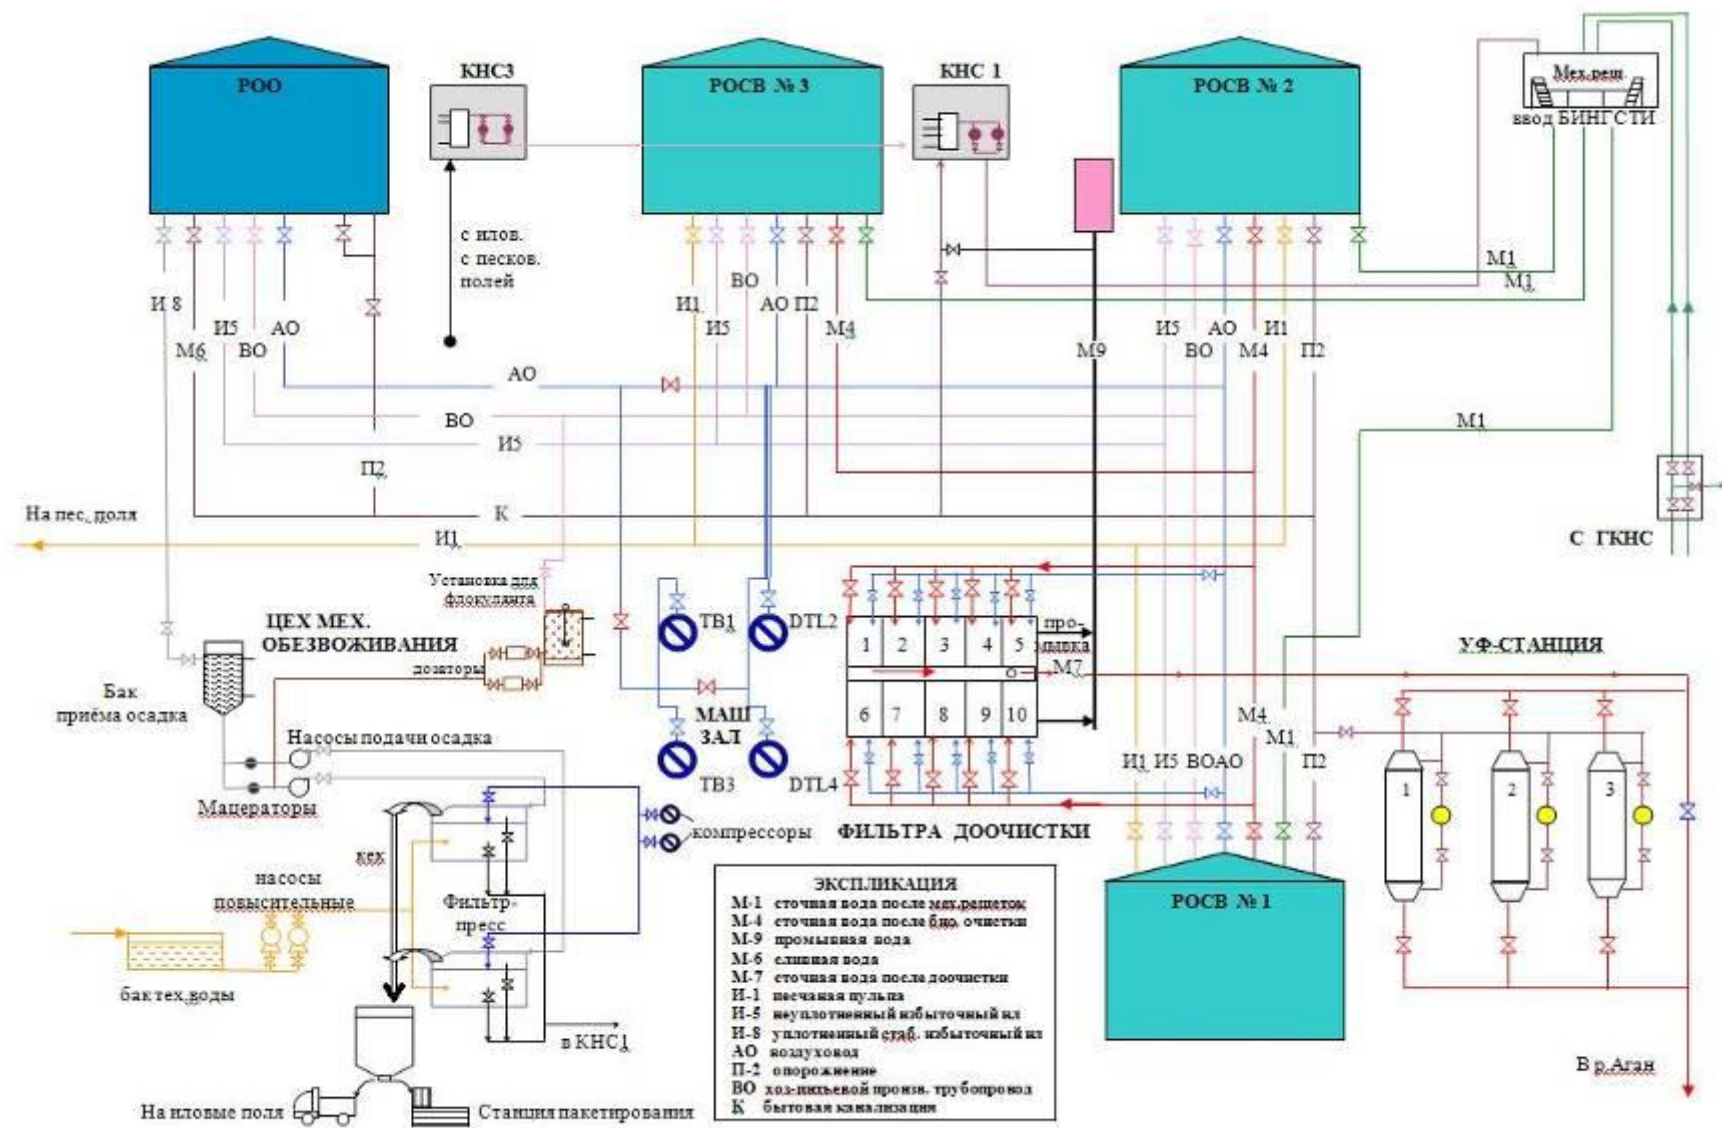 РОО
КНС3
РОСВ № 3
КНС 1
РОСВ № 2
Мех.реш.
ввод БИНГСТИ
с илов.
с песков.
полей
И 8
М6
И5
ВО
АО
И1
И5
ВО
АО
П2
М4
М9
И5
ВО
АО
М4
И1
П2
М1
М1
М1
АО
ВО
И5
П2
К
И1
На пес. поля
С ГКНС
Установка для
флокуланта
ЦЕХ МЕХ.
ОБЕЗВОЖИВАНИЯ
дозаторы
Бак
приёма осадка
Насосы подачи осадка
Мацераторы
ТВ1
DTL2
МАШ
ЗАЛ
ТВ3
DTL4
1 2 3 4 5
6 7 8 9 10
про-
мывка
М7
ФИЛЬТРА ДООЧИСТКИ
УФ-СТАНЦИЯ
1
2
3
И1
И5
ВО
АО
М4
М1
П2
РОСВ № 1
компрессоры
кек
Фильтр-
пресс
насосы
повысительные
бак тех.воды
в КНС1
На иловые поля
Станция пакетирования
В р.Аган
ЭКСПЛИКАЦИЯ
М-1 сточная вода после мех.решеток
М-4 сточная вода после био. очистки
М-9 промывная вода
М-6 сливная вода
М-7 сточная вода после доочистки
И-1 песчаная пульпа
И-5 неуплотненный избыточный ил
И-8 уплотненный стаб. избыточный ил
АО воздуховод
П-2 опорожнение
ВО хоз-питьевой произв. трубопровод
К бытовая канализация